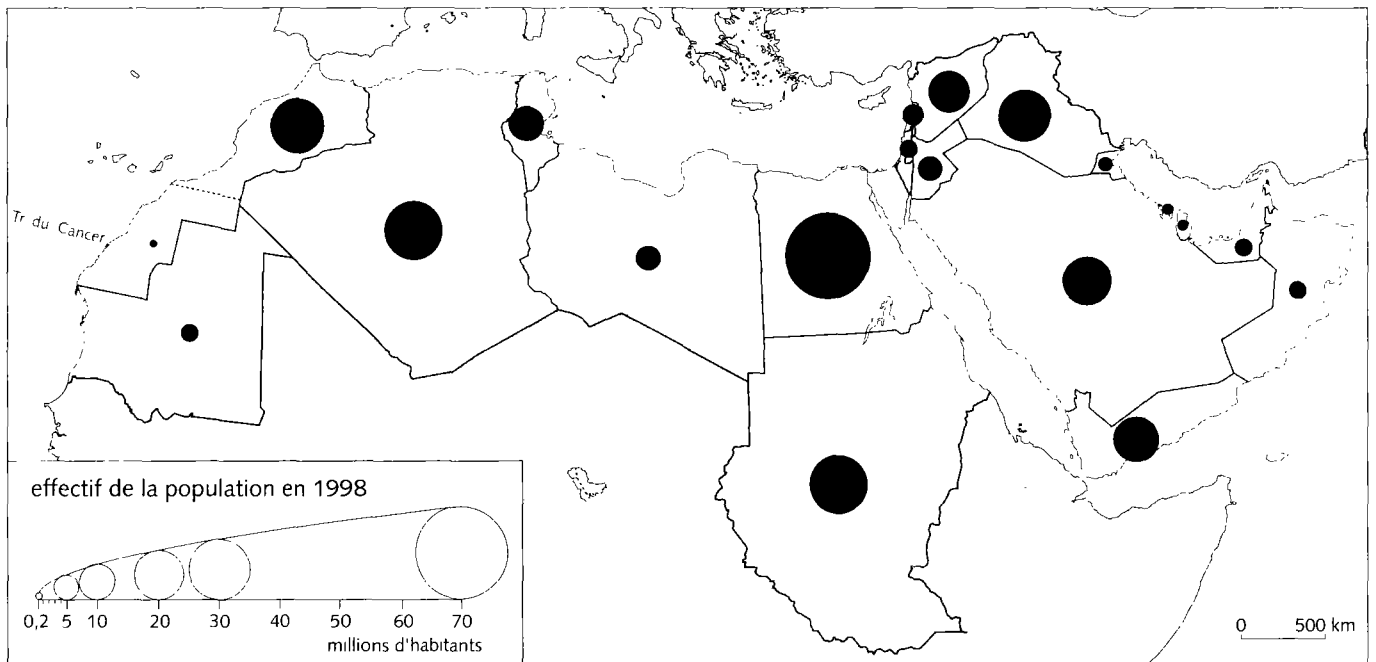 Tr du Cancer
effectif de la population en 1998
0,2 5 10 20 30 40 50 60 70
millions d'habitants
0 500 km